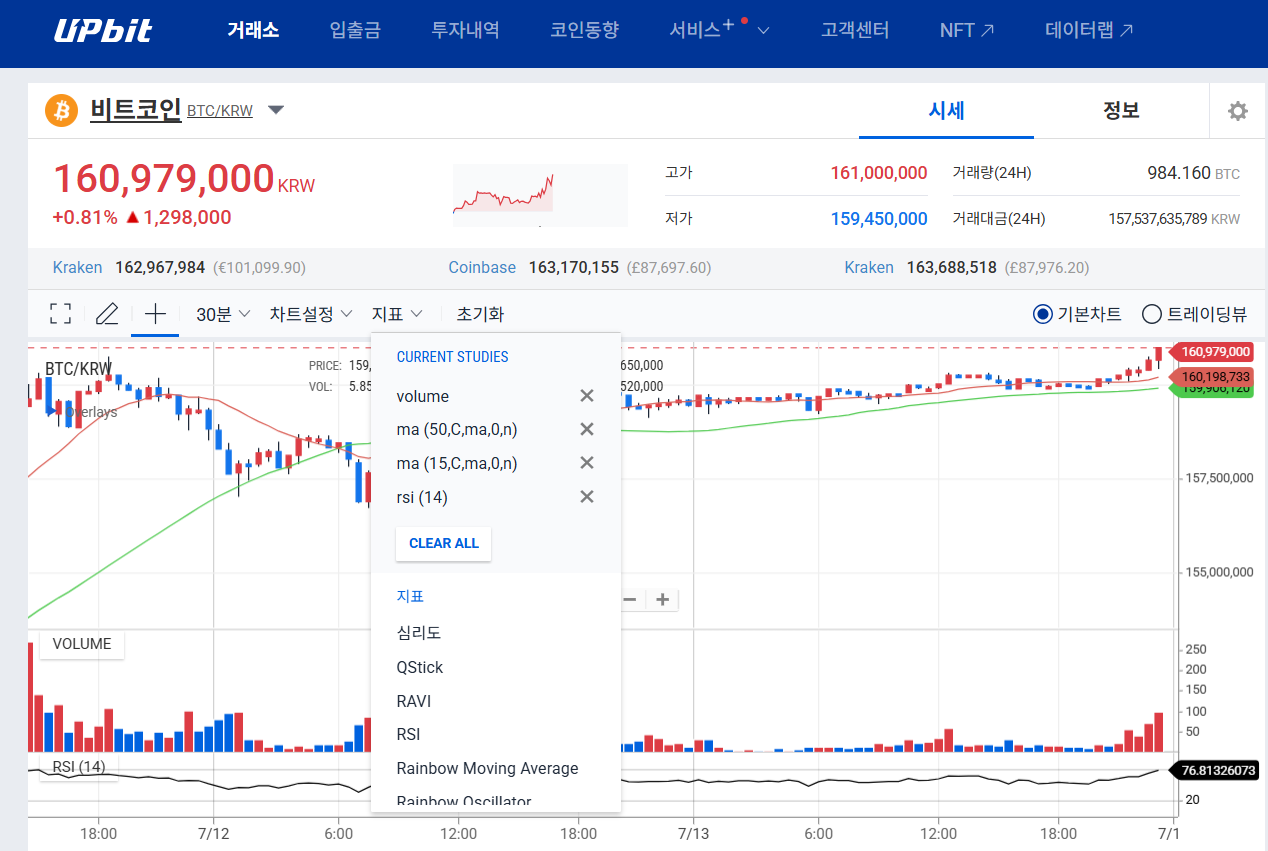 UPbit 거래소 입출금 투자내역 코인동향 서비스+ 고객센터 NFT 데이터랩
비트코인 BTC/KRW 시세 정보
160,979,000 KRW
+0.81% ▲ 1,298,000
고가 161,000,000 거래량(24H) 984.160 BTC
저가 159,450,000 거래대금(24H) 157,537,635,789 KRW
Kraken 162,967,984 (€101,099.90) Coinbase 163,170,155 (£87,697.60) Kraken 163,688,518 (£87,976.20)
30분 차트설정 지표 초기화 기본차트 트레이딩뷰
BTC/KRW
PRICE: 159, 650,000
VOL: 5.85 520,000
Overlays
160,979,000
160,198,733
157,500,000
155,000,000
CURRENT STUDIES
volume
ma (50,C,ma,0,n)
ma (15,C,ma,0,n)
rsi (14)
CLEAR ALL
지표
심리도
QStick
RAVI
RSI
Rainbow Moving Average
Rainbow Oscillator
VOLUME
250
200
150
100
50
RSI (14)
76.81326073
20
18:00 7/12 6:00 12:00 18:00 7/13 6:00 12:00 18:00 7/1